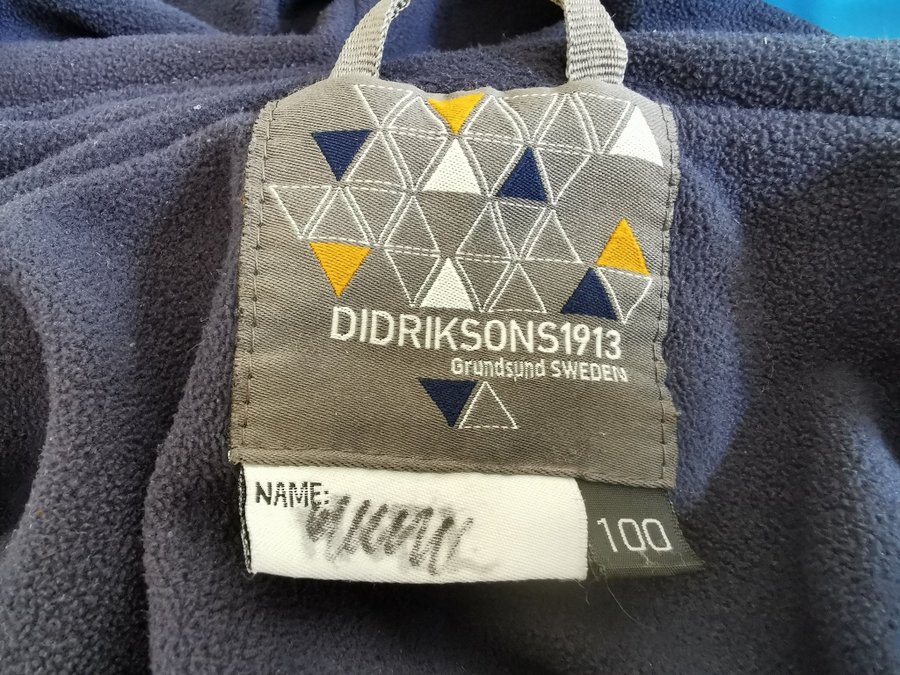 DIDRIKSONS1913
Grundsund SWEDEN
NAME:
100